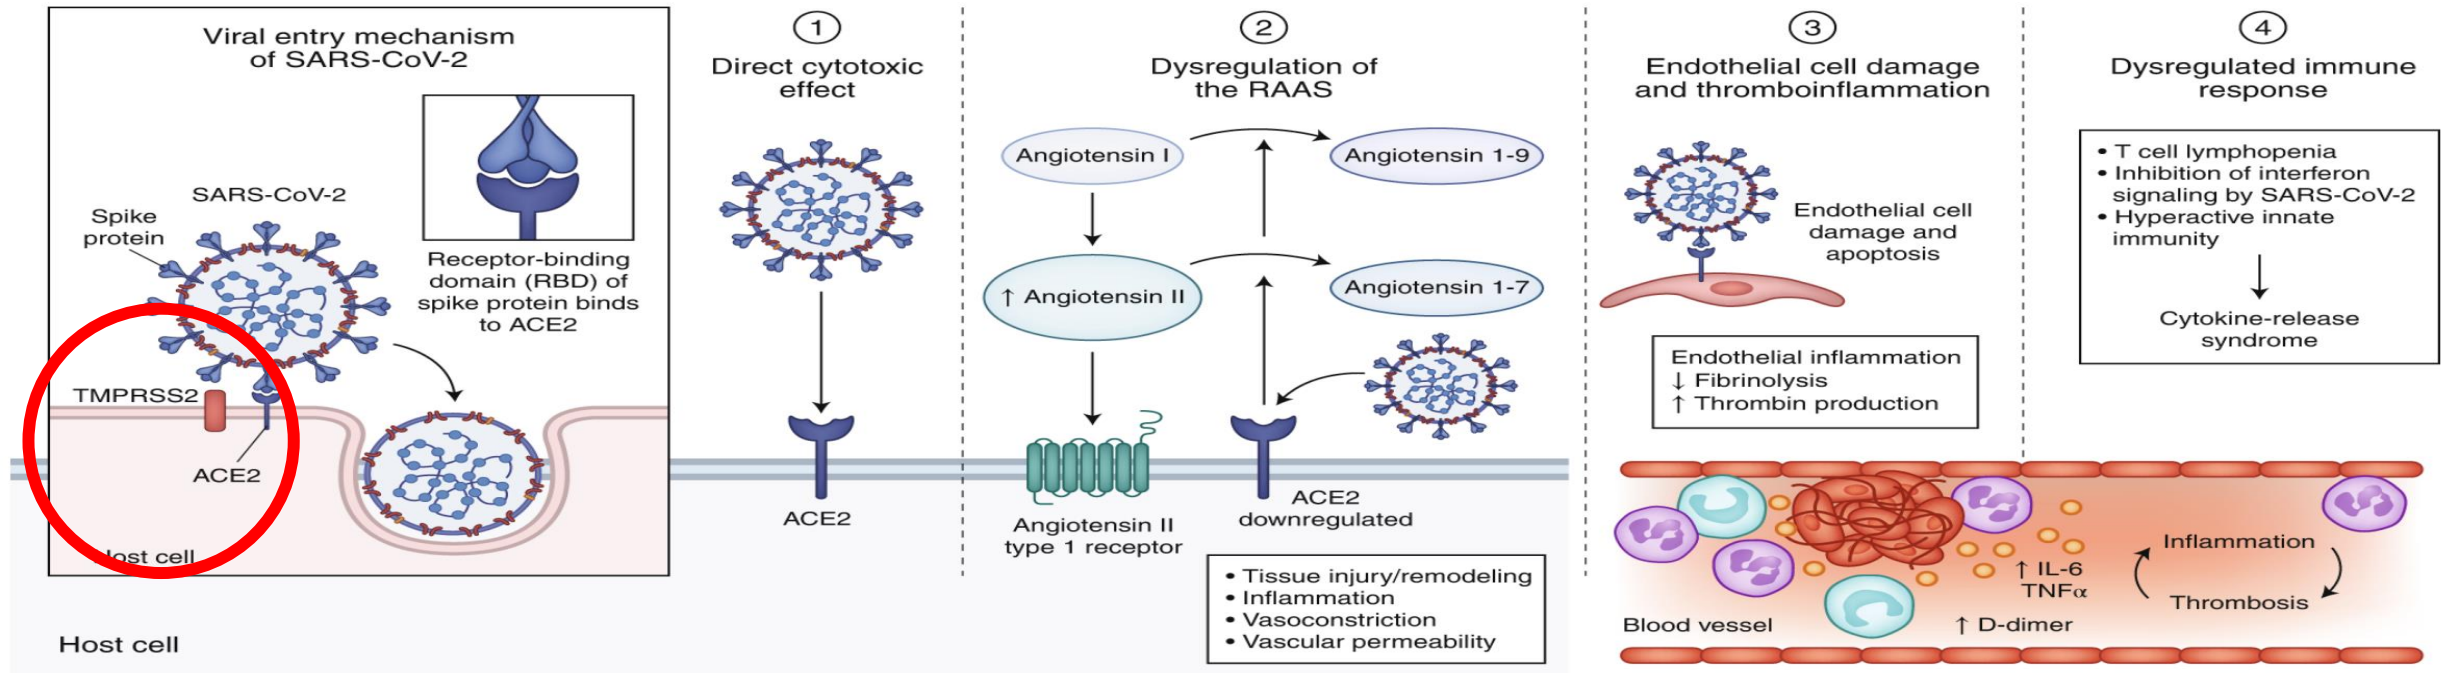 Viral entry mechanism
of SARS-CoV-2
SARS-CoV-2
Spike
protein
Receptor-binding
domain (RBD) of
spike protein binds
to ACE2
TMPRSS2
ACE2
Host cell
Host cell
1
Direct cytotoxic
effect
ACE2
2
Dysregulation of
the RAAS
Angiotensin I
Angiotensin 1-9
↑ Angiotensin II
Angiotensin 1-7
Angiotensin II
type 1 receptor
ACE2
downregulated
• Tissue injury/remodeling
• Inflammation
• Vasoconstriction
• Vascular permeability
3
Endothelial cell damage
and thromboinflammation
Endothelial cell
damage and
apoptosis
Endothelial inflammation
↓ Fibrinolysis
↑ Thrombin production
4
Dysregulated immune
response
• T cell lymphopenia
• Inhibition of interferon
signaling by SARS-CoV-2
• Hyperactive innate
immunity
Cytokine-release
syndrome
↑ IL-6
TNFα
Inflammation
Thrombosis
Blood vessel
↑ D-dimer